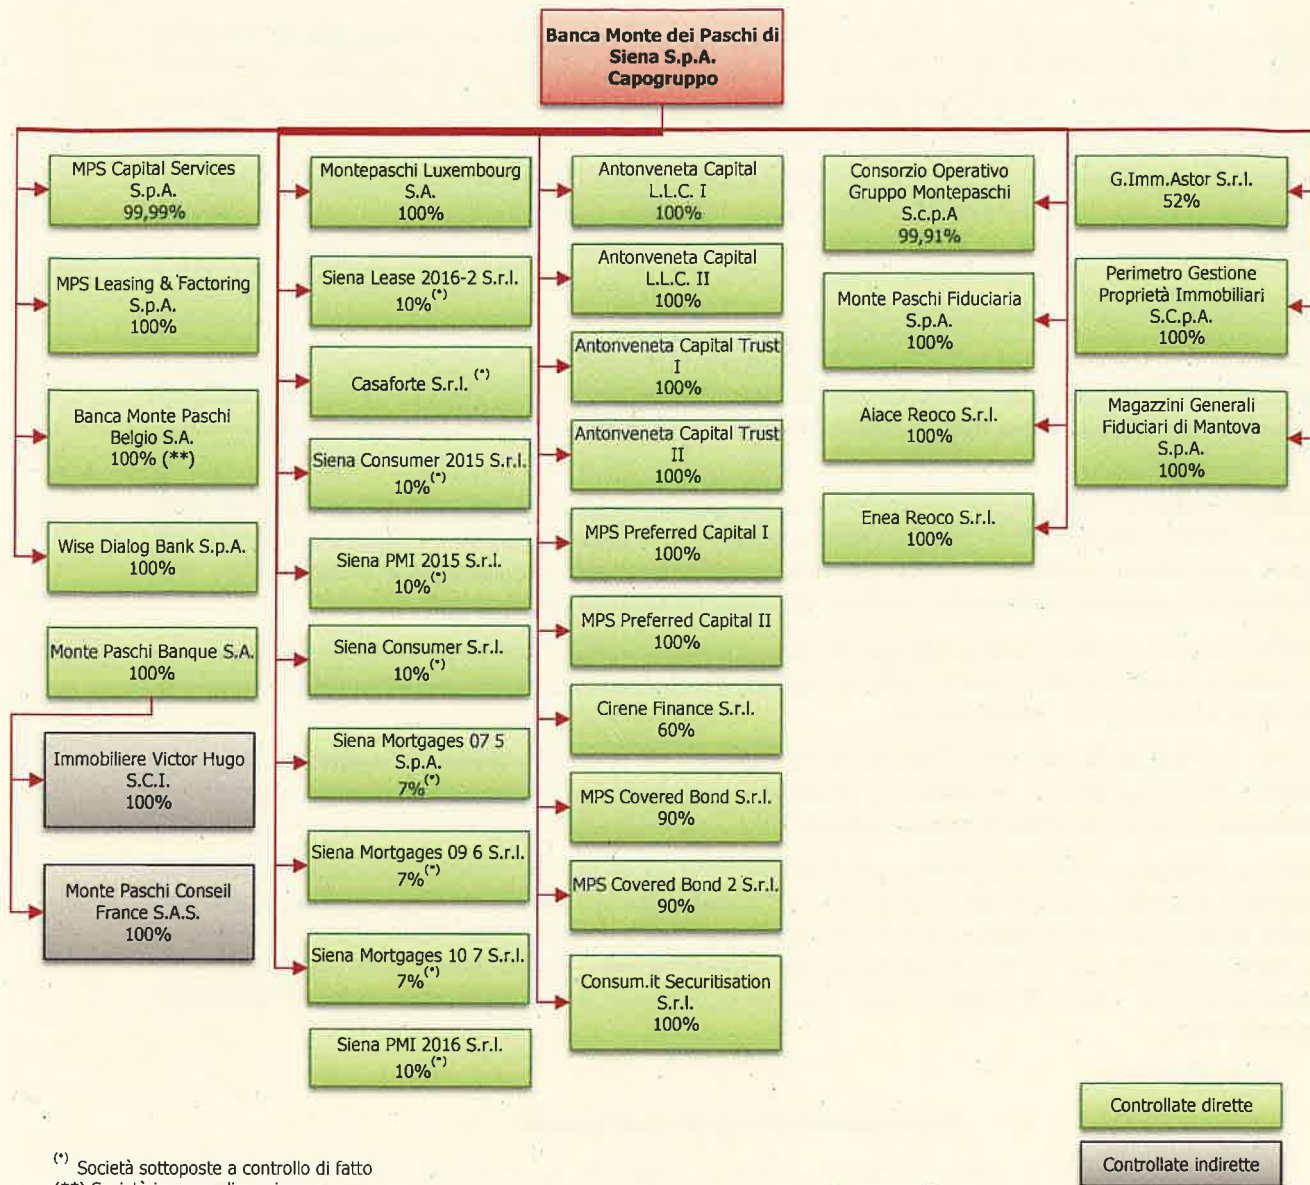 Banca Monte dei Paschi di
Siena S.p.A.
Capogruppo
MPS Capital Services
S.p.A.
99,99%
MPS Leasing & Factoring
S.p.A.
100%
Banca Monte Paschi
Belgio S.A.
100% (**)
Wise Dialog Bank S.p.A.
100%
Monte Paschi Banque S.A.
100%
Immobiliere Victor Hugo
S.C.I.
100%
Monte Paschi Conseil
France S.A.S.
100%
Montepaschi Luxembourg
S.A.
100%
Siena Lease 2016-2 S.r.l.
10%(*)
Casaforte S.r.l. (*)
Siena Consumer 2015 S.r.l.
10%(*)
Siena PMI 2015 S.r.l.
10%(*)
Siena Consumer S.r.l.
10%(*)
Siena Mortgages 07 5
S.p.A.
7%(*)
Siena Mortgages 09 6 S.r.l.
7%(*)
Siena Mortgages 10 7 S.r.l.
7%(*)
Siena PMI 2016 S.r.l.
10%(*)
Antonveneta Capital
L.L.C. I
100%
Antonveneta Capital
L.L.C. II
100%
Antonveneta Capital Trust
I
100%
Antonveneta Capital Trust
II
100%
MPS Preferred Capital I
100%
MPS Preferred Capital II
100%
Cirene Finance S.r.l.
60%
MPS Covered Bond S.r.l.
90%
MPS Covered Bond 2 S.r.l.
90%
Consum.it Securitisation
S.r.l.
100%
Consorzio Operativo
Gruppo Montepaschi
S.c.p.A
99,91%
Monte Paschi Fiduciaria
S.p.A.
100%
Aiace Reoco S.r.l.
100%
Enea Reoco S.r.l.
100%
G.Imm.Astor S.r.l.
52%
Perimetro Gestione
Proprietà Immobiliari
S.C.p.A.
100%
Magazzini Generali
Fiduciari di Mantova
S.p.A.
100%
Controllate dirette
Controllate indirette
(*) Società sottoposte a controllo di fatto
(**) Società